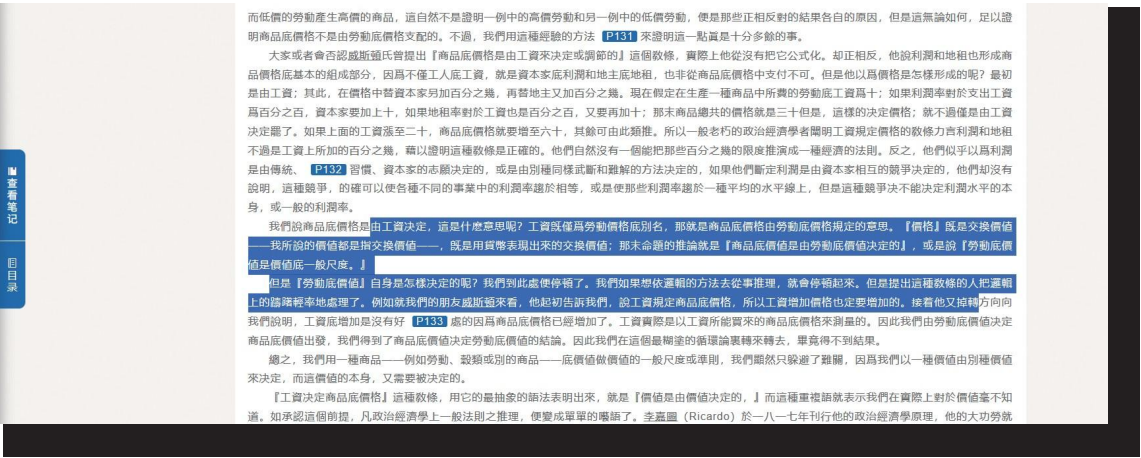 而低價的勞動產生高價的商品，這自然不是證明一例中的高價勞動和另一例中的低價勞動，便是那些正相反對的結果各自的原因，但是這無論如何，足以證
明商品底價格不是由勞動底價格支配的。不過，我們用這種經驗的方法 P131 來證明這一點眞是十分多餘的事。
大家或者會否認威斯頓氏曾提出『商品底價格是由工資來决定或調節的』這個敎條，實際上他從沒有把它公式化。却正相反，他說利潤和地租也形成商
品價格底基本的組成部分，因爲不僅工人底工資，就是資本家底利潤和地主底地租，也非從商品底價格中支付不可。但是他以爲價格是怎樣形成的呢？最初
是由工資；其此，在價格中替資本家另加百分之幾，再替地主又加百分之幾。現在假定在生產一種商品中所費的勞動底工資爲十；如果利潤率對於支出工資
爲百分之百，資本家要加上十，如果地租率對於工資也是百分之百，又要再加十；那末商品總共的價格就是三十但是，這樣的决定價格；就不過僅是由工資
决定罷了。如果上面的工資漲至二十，商品底價格就要增至六十，其餘可由此類推。所以一般老朽的政治經濟學者闡明工資規定價格的敎條力言利潤和地租
不過是工資上所加的百分之幾，藉以證明這種敎條是正確的。他們自然沒有一個能把那些百分之幾的限度推演成一種經濟的法則。反之，他們似乎以爲利潤
是由傳統、 P132 習慣、資本家的志願决定的，或是由別種同樣武斷和難解的方法决定的，如果他們斷定利潤是由資本家相互的競爭决定的，他們却沒有
說明，這種競爭，的確可以使各種不同的事業中的利潤率趨於相等，或是使那些利潤率趨於一種平均的水平線上，但是這種競爭决不能决定利潤水平的本
身，或一般的利潤率。
查看笔记
我們說商品底價格是由工資决定，這是什麼意思呢？工資旣僅爲勞動價格底別名，那就是商品底價格由勞動底價格規定的意思。『價格』旣是交換價值
——我所說的價值都是指交換價值——，旣是用貨幣表現出來的交換價值；那末命題的推論就是『商品底價值是由勞動底價值决定的』，或是說『勞動底價
值是價值底一般尺度。』
目录
但是『勞動底價值』自身是怎樣决定的呢？我們到此處便停頓了。我們如果想依邏輯的方法去從事推理，就會停頓起來。但是提出這種敎條的人把邏輯
上的躊躇輕率地處理了。例如就我們的朋友威斯頓來看，他起初告訴我們，說工資規定商品底價格，所以工資增加價格也定要增加的。接着他又掉轉方向向
我們說明，工資底增加是沒有好 P133 處的因爲商品底價格已經增加了。工資實際是以工資所能買來的商品底價格來測量的。因此我們由勞動底價值决定
商品底價值出發，我們得到了商品底價值决定勞動底價值的結論。因此我們在這個最糊塗的循環論裏轉來轉去，畢竟得不到結果。
總之，我們用一種商品——例如勞動、穀類或別的商品——底價值做價值的一般尺度或準則，我們顯然只躲避了難關，因爲我們以一種價值由別種價值
來决定，而這價值的本身，又需要被决定的。
『工資决定商品底價格』這種敎條，用它的最抽象的語法表明出來，就是『價值是由價值决定的，』而這種重複語就表示我們在實際上對於價值毫不知
道。如承認這個前提，凡政治經濟學上一般法則之推理，便變成單單的囈語了。李嘉圖（Ricardo）於一八一七年刊行他的政治經濟學原理，他的大功勞就